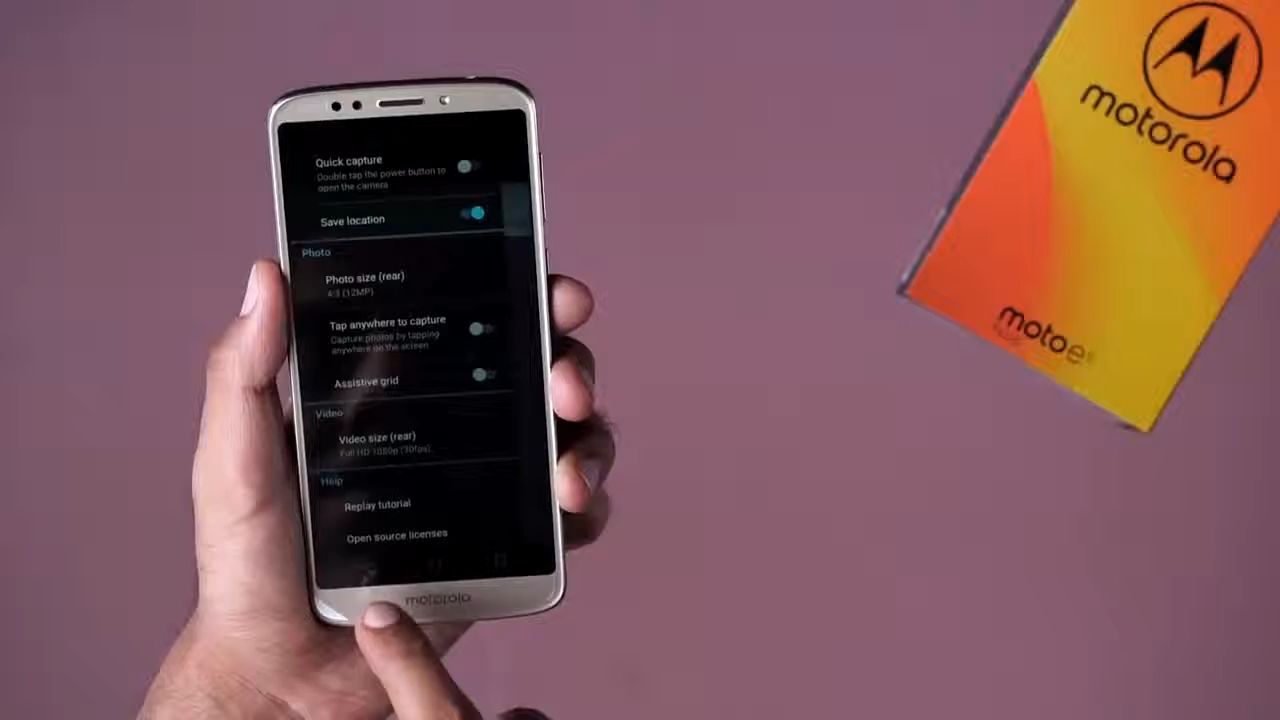 Quick capture
Double tap the power button to
open the camera
Save location
Photo
Photo size (rear)
4:3 (12MP)
Tap anywhere to capture
Capture photos by tapping
anywhere on the screen
Assistive grid
Video
Video size (rear)
Full HD 1080p (30fps)
Help
Replay tutorial
Open source licenses
motorola
motorola
moto e5